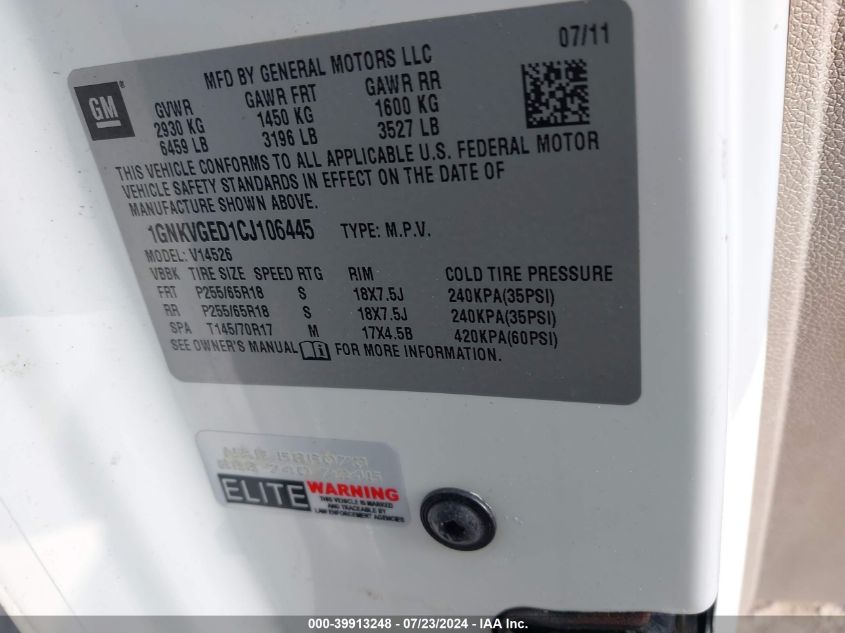 07/11
MFD BY GENERAL MOTORS LLC
GM
GVWR GAWR FRT GAWR RR
2930 KG 1450 KG 1600 KG
6459 LB 3196 LB 3527 LB
THIS VEHICLE CONFORMS TO ALL APPLICABLE U.S. FEDERAL MOTOR
VEHICLE SAFETY STANDARDS IN EFFECT ON THE DATE OF
MANUFACTURE SHOWN ABOVE.
1GNKVGED1CJ106445 TYPE: M.P.V.
MODEL: V14526
VBBK TIRE SIZE SPEED RTG RIM COLD TIRE PRESSURE
FRT P255/65R18 S 18X7.5J 240KPA(35PSI)
RR P255/65R18 S 18X7.5J 240KPA(35PSI)
SPA T145/70R17 M 17X4.5B 420KPA(60PSI)
SEE OWNER'S MANUAL FOR MORE INFORMATION.
ELITE WARNING
THIS VEHICLE IS MARKED
AND TRACEABLE BY
LAW ENFORCEMENT AGENCIES
000-39913248 - 07/23/2024 - IAA Inc.